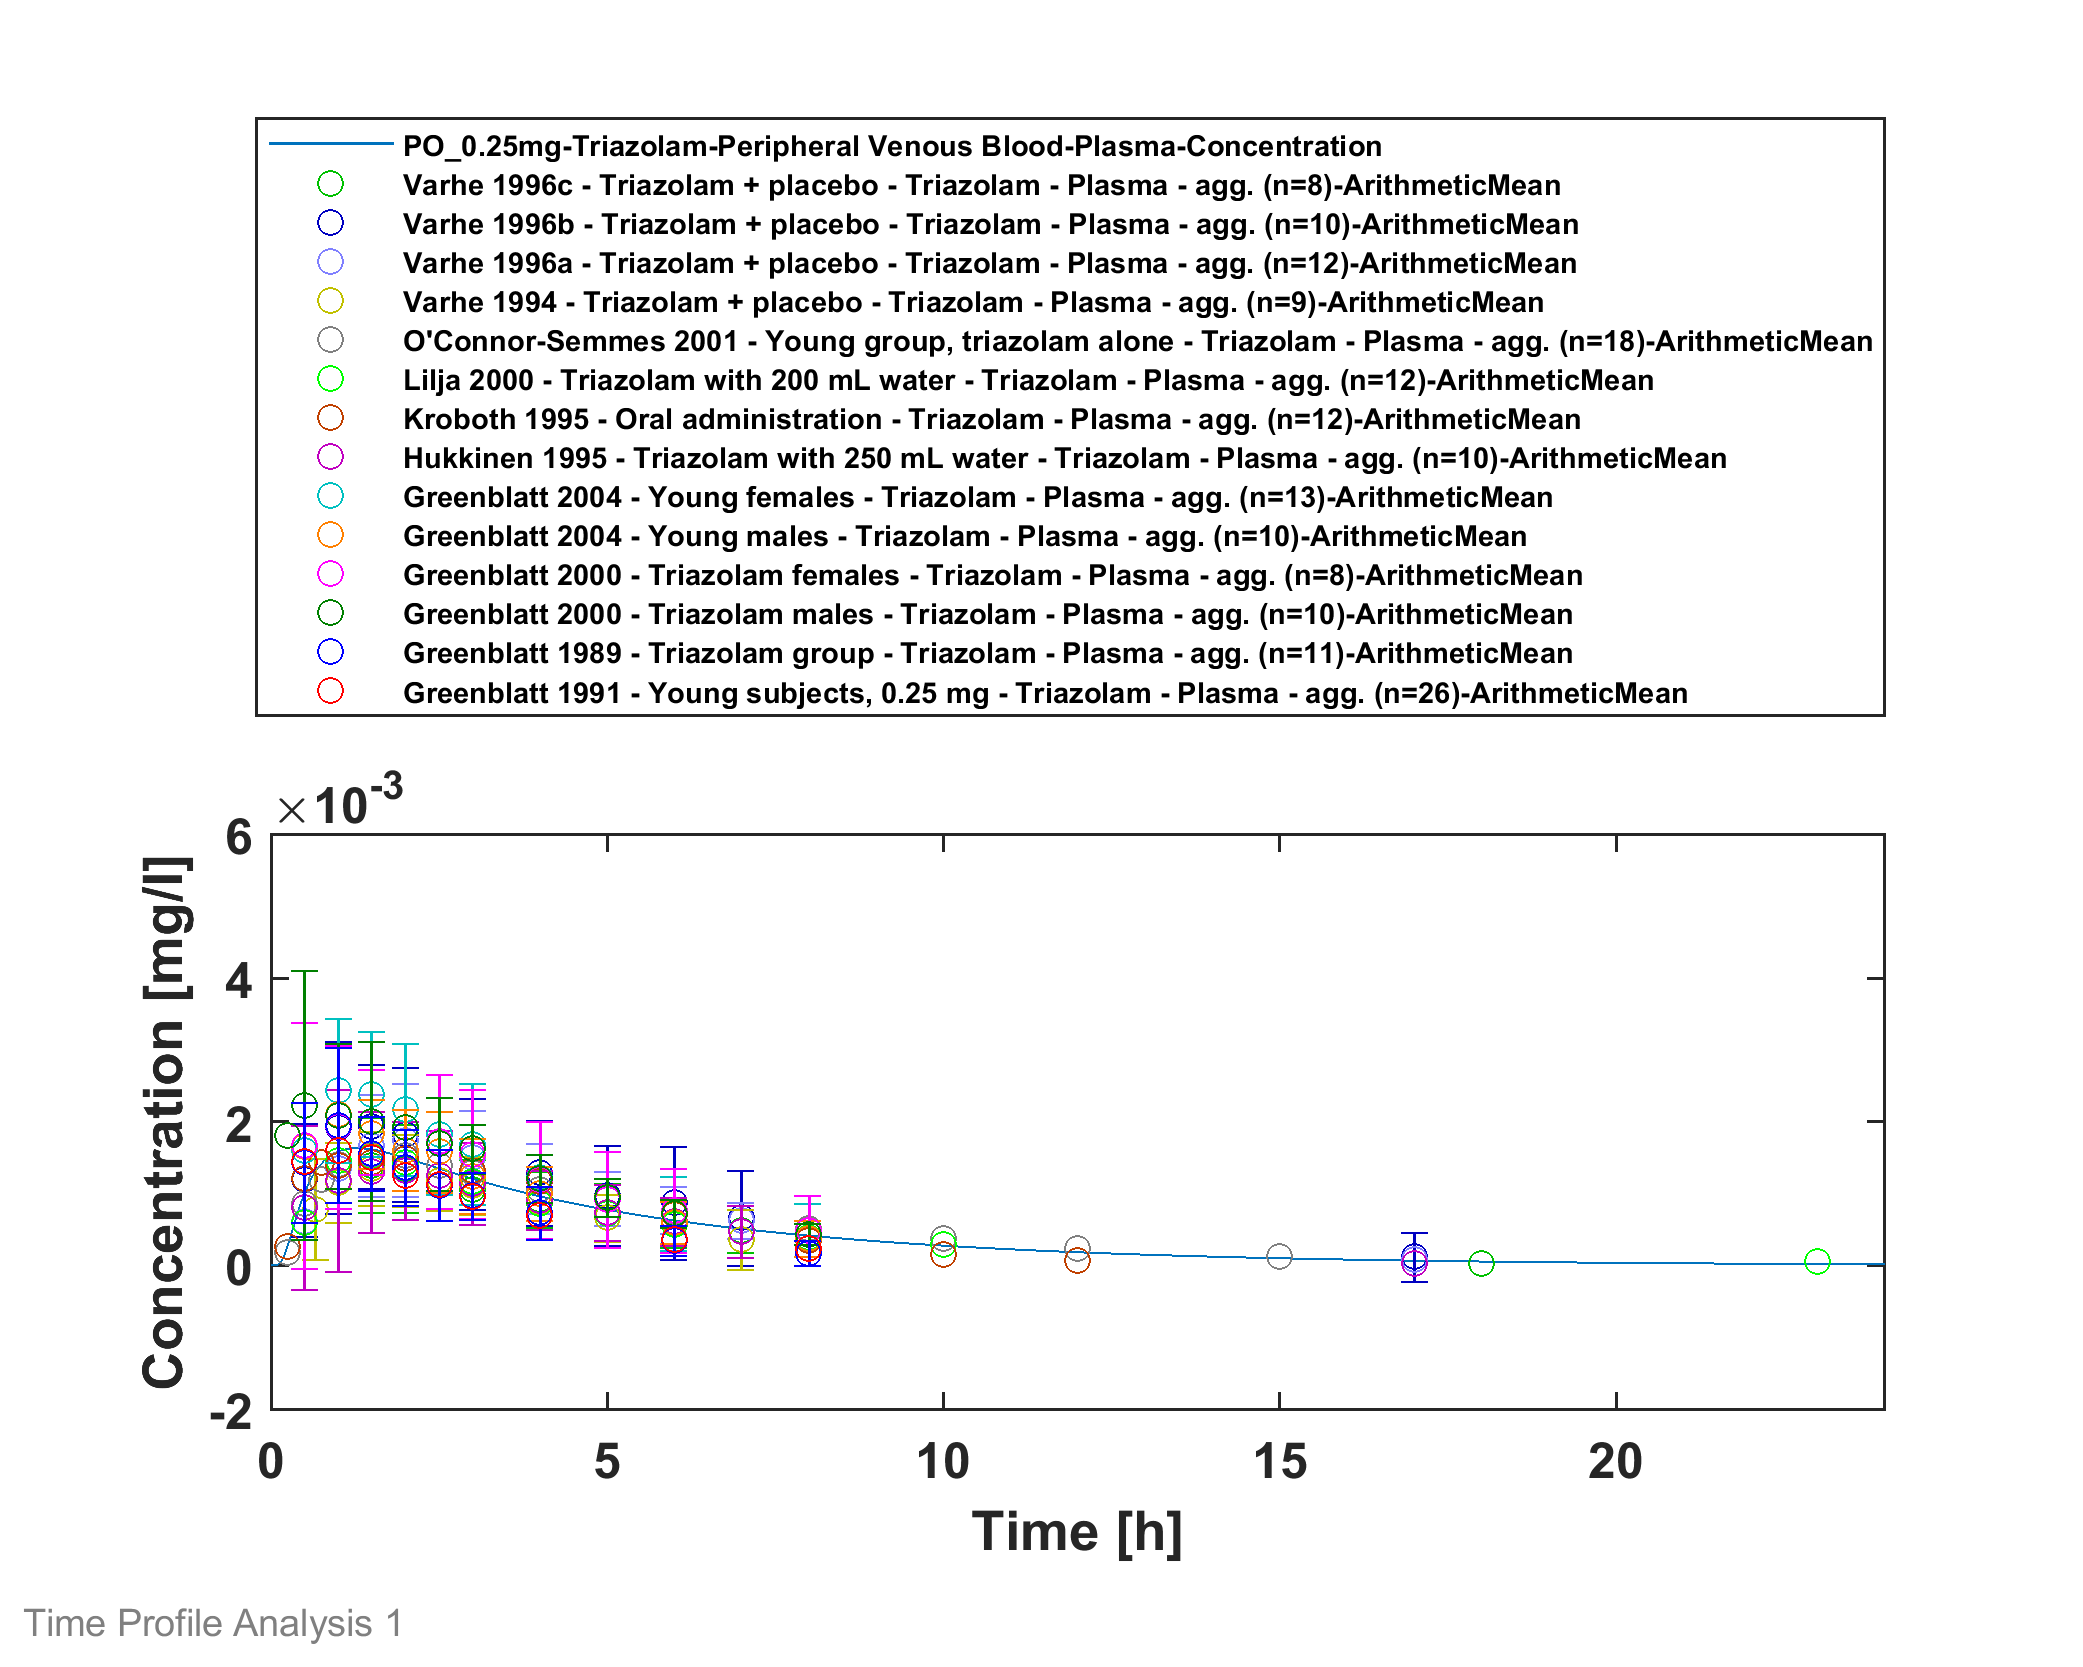 PO_0.25mg-Triazolam-Peripheral Venous Blood-Plasma-Concentration
Varhe 1996c - Triazolam + placebo - Triazolam - Plasma - agg. (n=8)-ArithmeticMean
Varhe 1996b - Triazolam + placebo - Triazolam - Plasma - agg. (n=10)-ArithmeticMean
Varhe 1996a - Triazolam + placebo - Triazolam - Plasma - agg. (n=12)-ArithmeticMean
Varhe 1994 - Triazolam + placebo - Triazolam - Plasma - agg. (n=9)-ArithmeticMean
O'Connor-Semmes 2001 - Young group, triazolam alone - Triazolam - Plasma - agg. (n=18)-ArithmeticMean
Lilja 2000 - Triazolam with 200 mL water - Triazolam - Plasma - agg. (n=12)-ArithmeticMean
Kroboth 1995 - Oral administration - Triazolam - Plasma - agg. (n=12)-ArithmeticMean
Hukkinen 1995 - Triazolam with 250 mL water - Triazolam - Plasma - agg. (n=10)-ArithmeticMean
Greenblatt 2004 - Young females - Triazolam - Plasma - agg. (n=13)-ArithmeticMean
Greenblatt 2004 - Young males - Triazolam - Plasma - agg. (n=10)-ArithmeticMean
Greenblatt 2000 - Triazolam females - Triazolam - Plasma - agg. (n=8)-ArithmeticMean
Greenblatt 2000 - Triazolam males - Triazolam - Plasma - agg. (n=10)-ArithmeticMean
Greenblatt 1989 - Triazolam group - Triazolam - Plasma - agg. (n=11)-ArithmeticMean
Greenblatt 1991 - Young subjects, 0.25 mg - Triazolam - Plasma - agg. (n=26)-ArithmeticMean
×10^-3
6
4
2
0
-2
Concentration [mg/l]
0 5 10 15 20
Time [h]
Time Profile Analysis 1